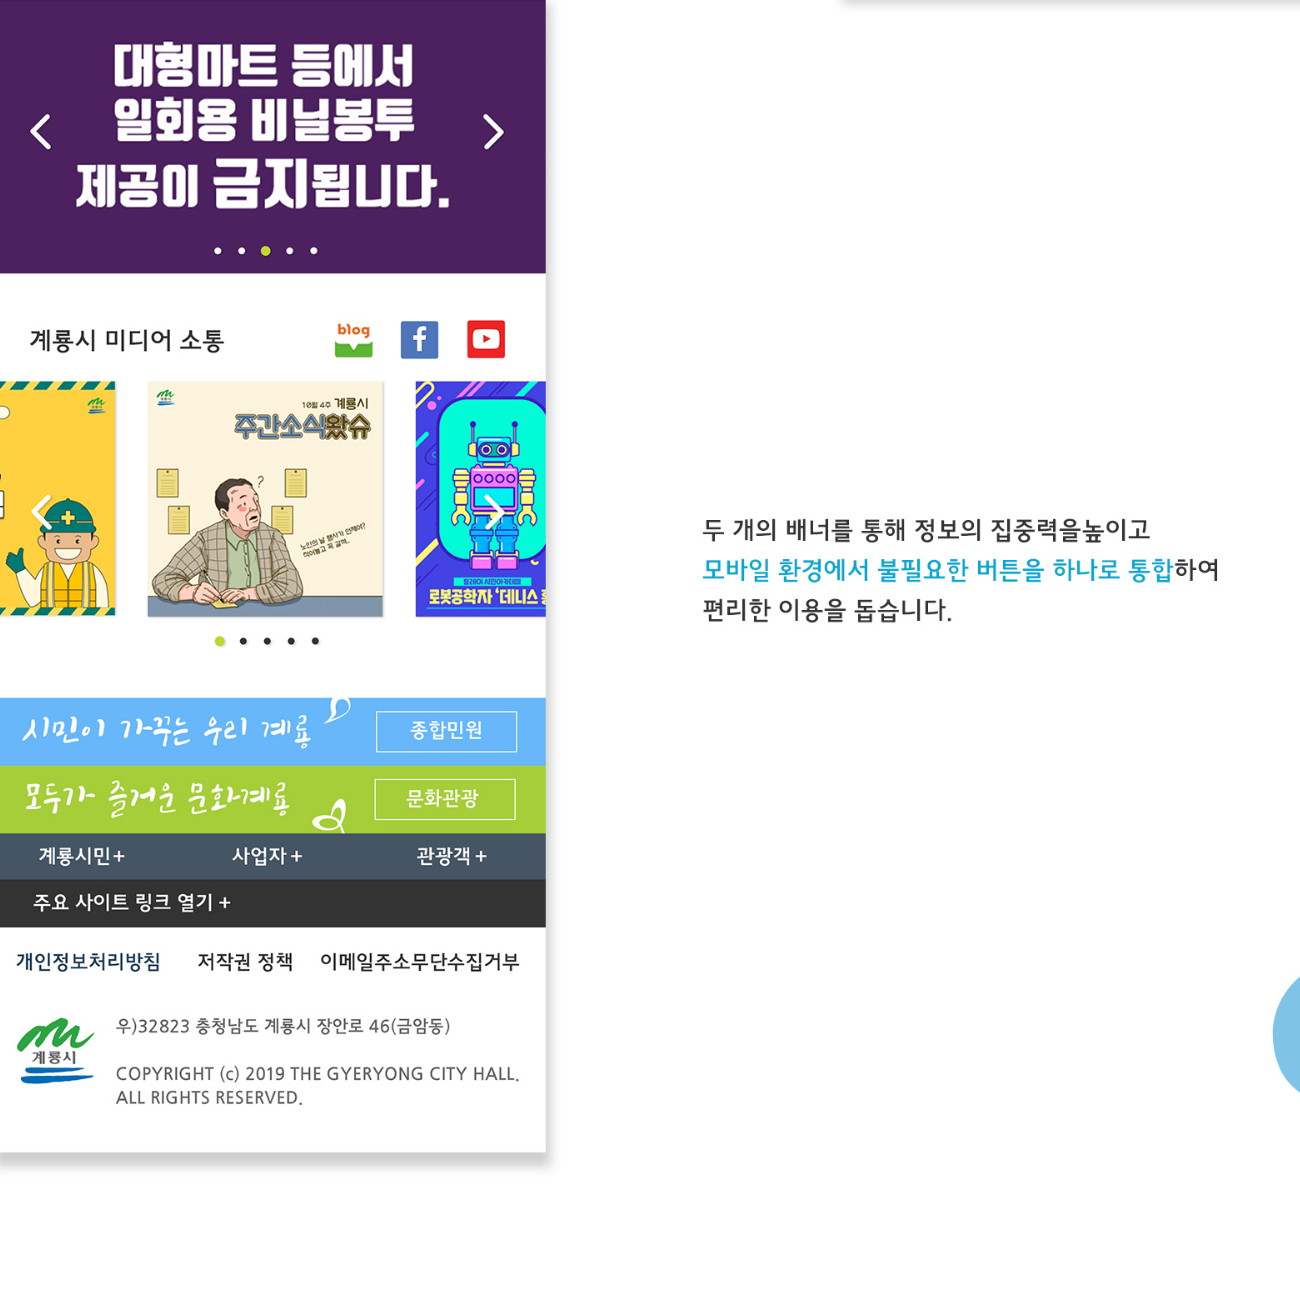 대형마트 등에서
일회용 비닐봉투
제공이 금지됩니다.
계룡시 미디어 소통
blog
계룡시
10월 4주 계룡시
주간소식왔슈
?
노인의 날 행사가 언제야?
적어놓고 꼭 갈껴..
로봇공학자 '데니스
시민이 가꾸는 우리 계룡
종합민원
모두가 즐거운 문화계룡
문화관광
계룡시민+
사업자+
관광객+
주요 사이트 링크 열기 +
개인정보처리방침 저작권 정책 이메일주소무단수집거부
계룡시
우)32823 충청남도 계룡시 장안로 46(금암동)
COPYRIGHT (c) 2019 THE GYERYONG CITY HALL.
ALL RIGHTS RESERVED.
두 개의 배너를 통해 정보의 집중력을높이고
모바일 환경에서 불필요한 버튼을 하나로 통합하여
편리한 이용을 돕습니다.